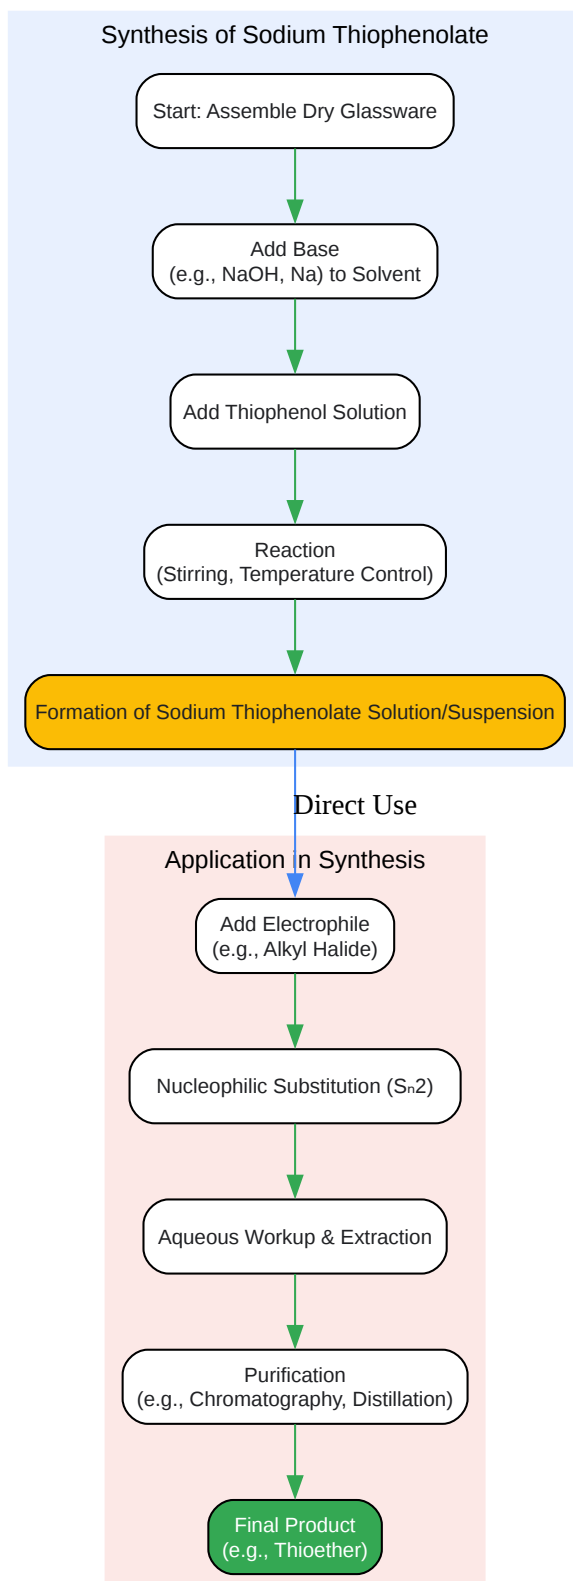 Synthesis of Sodium Thiophenolate
Start: Assemble Dry Glassware
Add Base
(e.g., NaOH, Na) to Solvent
Add Thiophenol Solution
Reaction
(Stirring, Temperature Control)
Formation of Sodium Thiophenolate Solution/Suspension
Direct Use
Application in Synthesis
Add Electrophile
(e.g., Alkyl Halide)
Nucleophilic Substitution (Sₙ2)
Aqueous Workup & Extraction
Purification
(e.g., Chromatography, Distillation)
Final Product
(e.g., Thioether)